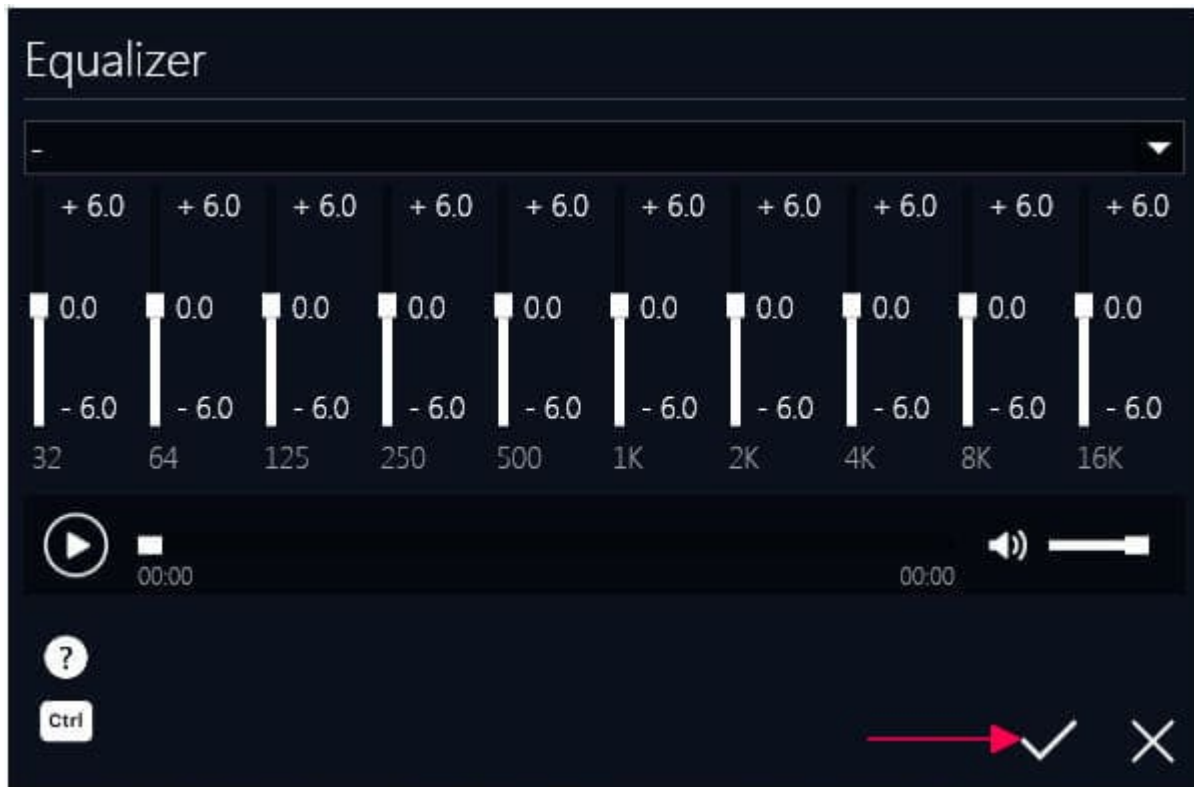 Equalizer
-
+ 6.0 + 6.0 + 6.0 + 6.0 + 6.0 + 6.0 + 6.0 + 6.0 + 6.0 + 6.0
0.0 0.0 0.0 0.0 0.0 0.0 0.0 0.0 0.0 0.0
- 6.0 - 6.0 - 6.0 - 6.0 - 6.0 - 6.0 - 6.0 - 6.0 - 6.0 - 6.0
32 64 125 250 500 1K 2K 4K 8K 16K
00:00 00:00
?
Ctrl